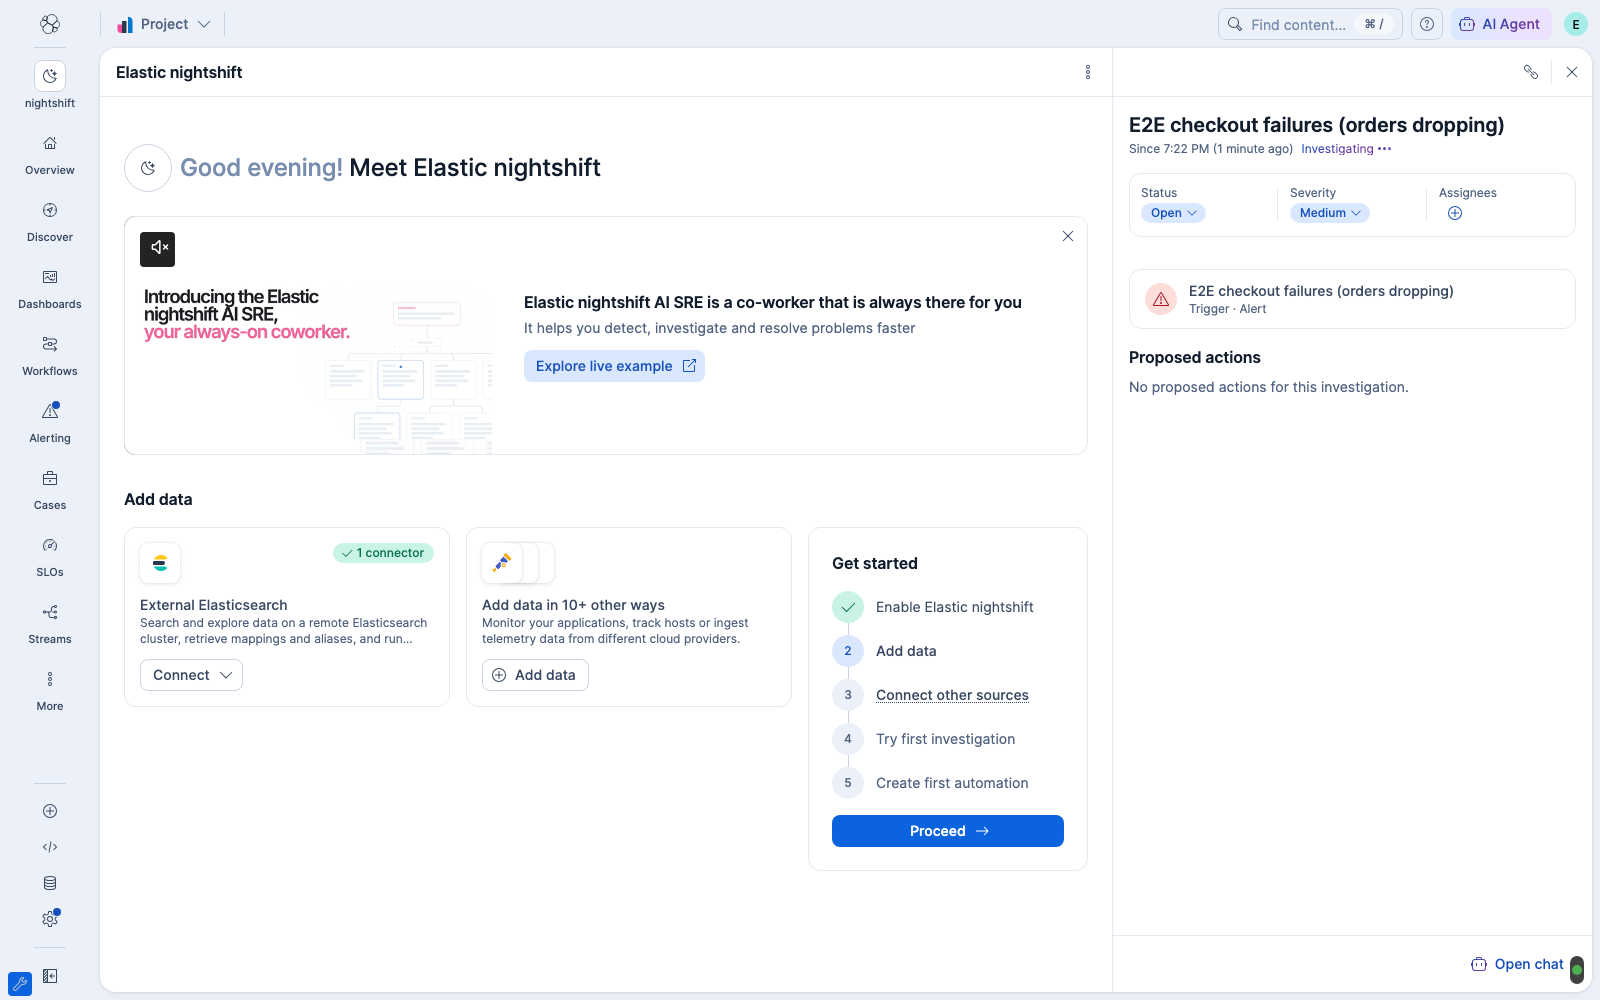 Project
Find content...
⌘ /
AI Agent
E
nightshift
Overview
Discover
Dashboards
Workflows
Alerting
Cases
SLOs
Streams
More
Elastic nightshift
Good evening! Meet Elastic nightshift
Introducing the Elastic
nightshift AI SRE,
your always-on coworker.
Elastic nightshift AI SRE is a co-worker that is always there for you
It helps you detect, investigate and resolve problems faster
Explore live example
Add data
1 connector
External Elasticsearch
Search and explore data on a remote Elasticsearch
cluster, retrieve mappings and aliases, and run...
Connect
Add data in 10+ other ways
Monitor your applications, track hosts or ingest
telemetry data from different cloud providers.
Add data
Get started
Enable Elastic nightshift
2 Add data
3 Connect other sources
4 Try first investigation
5 Create first automation
Proceed
E2E checkout failures (orders dropping)
Since 7:22 PM (1 minute ago) Investigating
Status
Open
Severity
Medium
Assignees
E2E checkout failures (orders dropping)
Trigger · Alert
Proposed actions
No proposed actions for this investigation.
Open chat